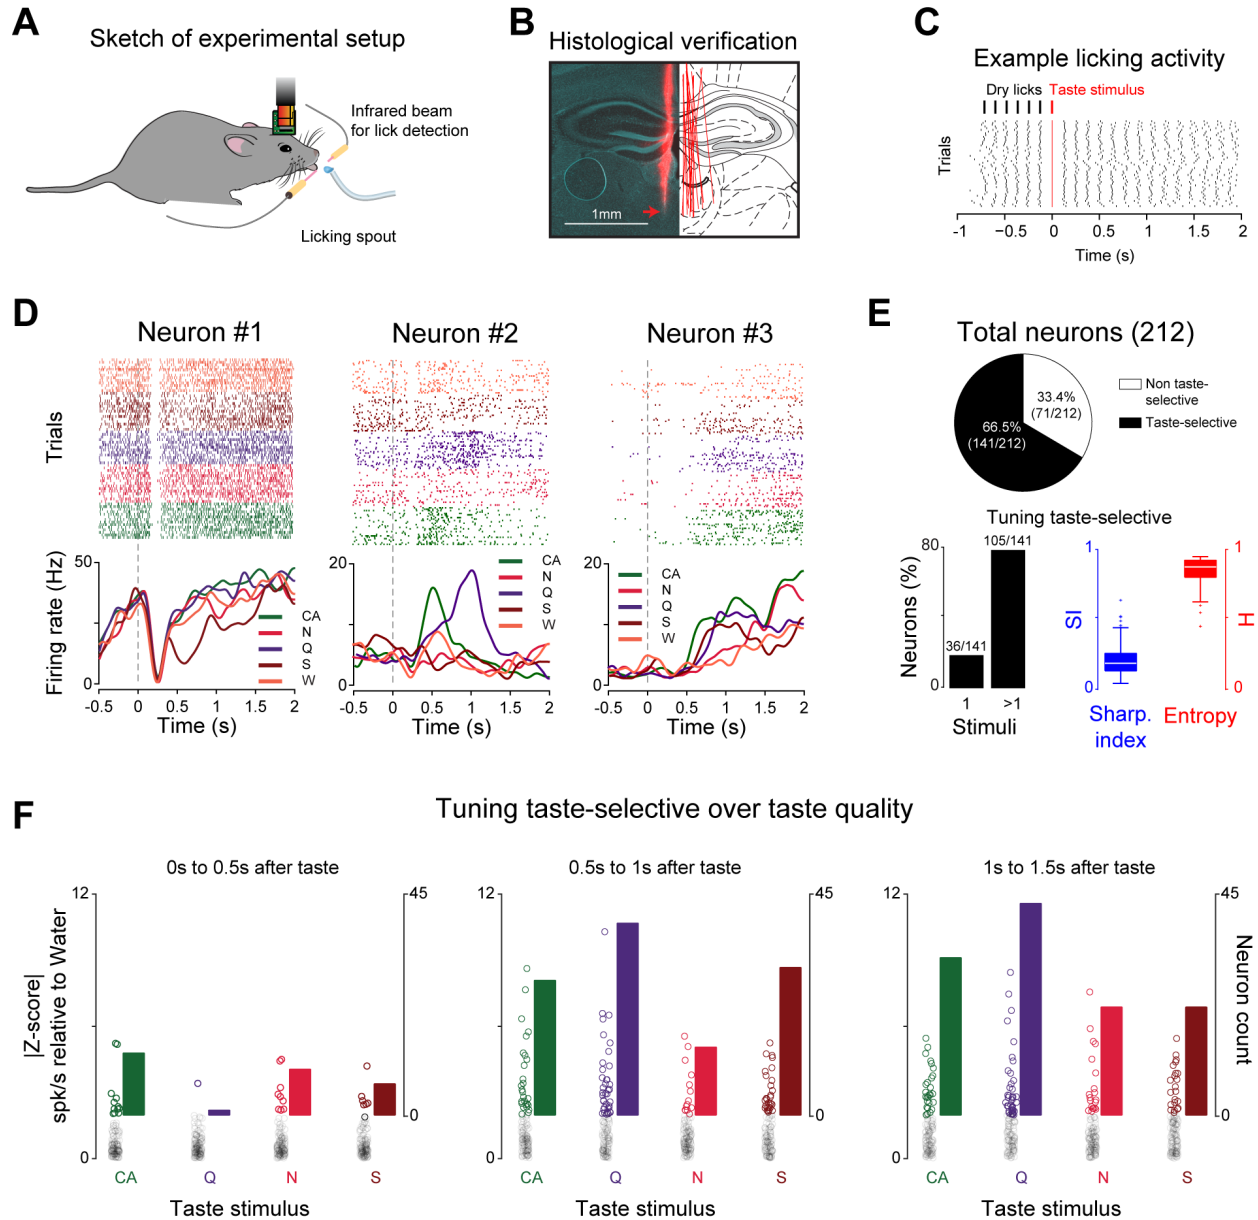 A
Sketch of experimental setup
Infrared beam
for lick detection
Licking spout
B
Histological verification
1mm
C
Example licking activity
Dry licks
Taste stimulus
Trials
-1
−0.5
0
0.5
1
1.5
2
Time (s)
D
Neuron #1
Neuron #2
Neuron #3
Trials
Firing rate (Hz)
50
0
CA
N
Q
S
W
-0.5
0
0.5
1
1.5
2
Time (s)
20
0
CA
N
Q
S
W
-0.5
0
0.5
1
1.5
2
Time (s)
20
0
CA
N
Q
S
W
-0.5
0
0.5
1
1.5
2
Time (s)
E
Total neurons (212)
33.4%
(71/212)
66.5%
(141/212)
Non taste-
selective
Taste-selective
Tuning taste-selective
Neurons (%)
80
0
36/141
105/141
1
>1
Stimuli
1
SI
0
Sharp.
index
1
H
0
Entropy
F
Tuning taste-selective over taste quality
|Z-score|
spk/s relative to Water
0s to 0.5s after taste
12
0
45
0
CA
Q
N
S
Taste stimulus
0.5s to 1s after taste
12
0
45
0
CA
Q
N
S
Taste stimulus
1s to 1.5s after taste
12
0
45
0
CA
Q
N
S
Taste stimulus
Neuron count